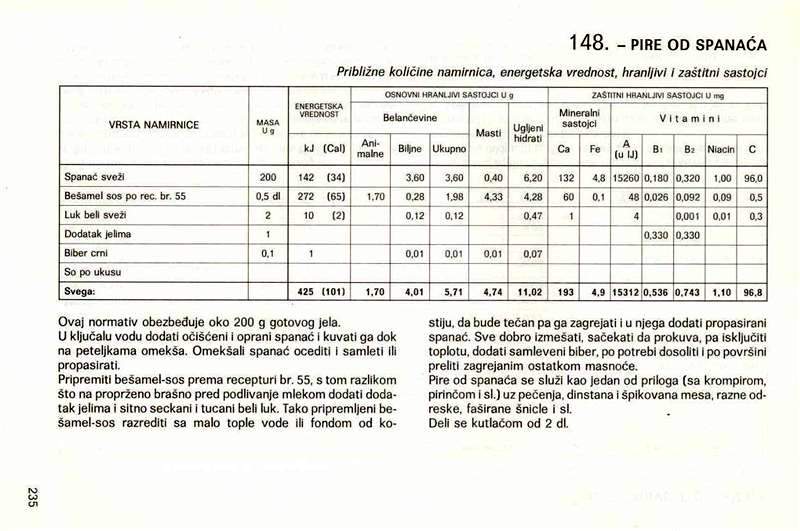 148. – PIRE OD SPANAĆA
Približne količine namirnica, energetska vrednost, hranljivi i zaštitni sastojci
VRSTA NAMIRNICE MASA U g ENERGETSKA VREDNOST OSNOVNI HRANLJIVI SASTOJCI U g ZAŠTITNI HRANLJIVI SASTOJCI U mg
Belančevine Masti Ugljeni hidrati Mineralni sastojci Vitamini
kJ (Cal) Animalne Biljne Ukupno Ca Fe A (u IJ) B1 B2 Niacin C
Spanać sveži 200 142 (34) 3,60 3,60 0,40 6,20 132 4,8 15260 0,180 0,320 1,00 96,0
Bešamel sos po rec. br. 55 0,5 dl 272 (65) 1,70 0,28 1,98 4,33 4,28 60 0,1 48 0,026 0,092 0,09 0,5
Luk beli sveži 2 10 (2) 0,12 0,12 0,47 1 4 0,001 0,01 0,3
Dodatak jelima 1 0,330 0,330
Biber crni 0,1 1 0,01 0,01 0,01 0,07
So po ukusu
Svega: 425 (101) 1,70 4,01 5,71 4,74 11,02 193 4,9 15312 0,536 0,743 1,10 96,8
Ovaj normativ obezbeđuje oko 200 g gotovog jela.
U ključalu vodu dodati očišćeni i oprani spanać i kuvati ga dok
na peteljkama omekša. Omekšali spanać ocediti i samleti ili
propasirati.
Pripremiti bešamel-sos prema recepturi br. 55, s tom razlikom
što na proprženo brašno pred podlivanje mlekom dodati doda-
tak jelima i sitno seckani i tucani beli luk. Tako pripremljeni be-
šamel-sos razrediti sa malo tople vode ili fondom od ko-
stiju, da bude tečan pa ga zagrejati i u njega dodati propasirani
spanać. Sve dobro izmešati, sačekati da prokuva, pa isključiti
toplotu, dodati samleveni biber, po potrebi dosoliti i po površini
preliti zagrejanim ostatkom masnoće.
Pire od spanaća se služi kao jedan od priloga (sa krompirom,
pirinčom i sl.) uz pečenja, dinstana i špikovana mesa, razne od-
reske, faširane šnicle i sl.
Deli se kutlačom od 2 dl.
235